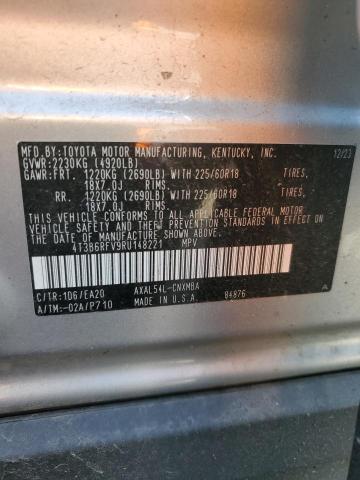 MFD.BY:TOYOTA MOTOR MANUFACTURING, KENTUCKY, INC. 12/23
GVWR:2230KG (4920LB)
GAWR:FRT. 1220KG (2690LB) WITH 225/60R18 TIRES,
18X7.0J RIMS,
RR. 1220KG (2690LB) WITH 225/60R18 TIRES,
18X7.0J RIMS,
THIS VEHICLE CONFORMS TO ALL APPLICABLE FEDERAL MOTOR
VEHICLE SAFETY AND THEFT PREVENTION STANDARDS IN EFFECT ON
THE DATE OF MANUFACTURE SHOWN ABOVE.
4T3B6RFV9RU148221 MPV
C/TR:1D6/EA20 AXAL54L-CNXMBA A
A/TM:-02A/P710 MADE IN U.S.A. 84876